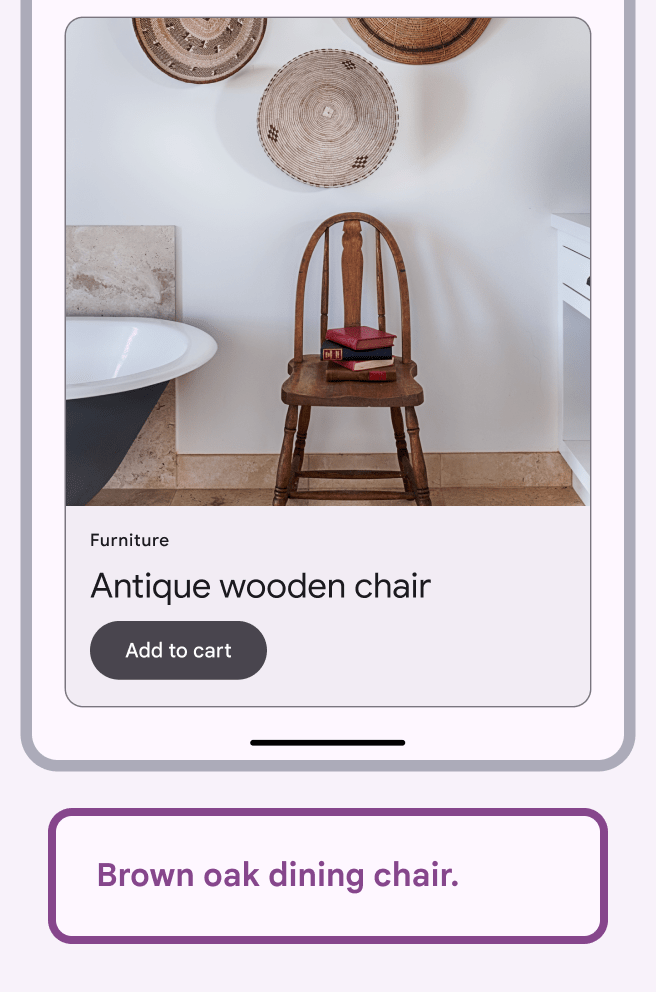 Furniture
Antique wooden chair
Add to cart
Brown oak dining chair.